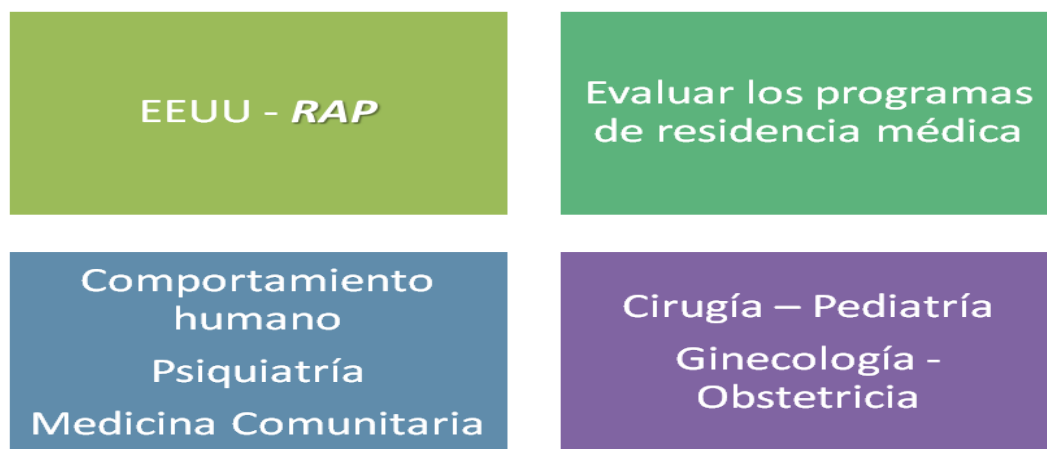 EEUU - RAP
Evaluar los programas
de residencia médica
Comportamiento
humano
Psiquiatría
Medicina Comunitaria
Cirugía – Pediatría
Ginecología -
Obstetricia